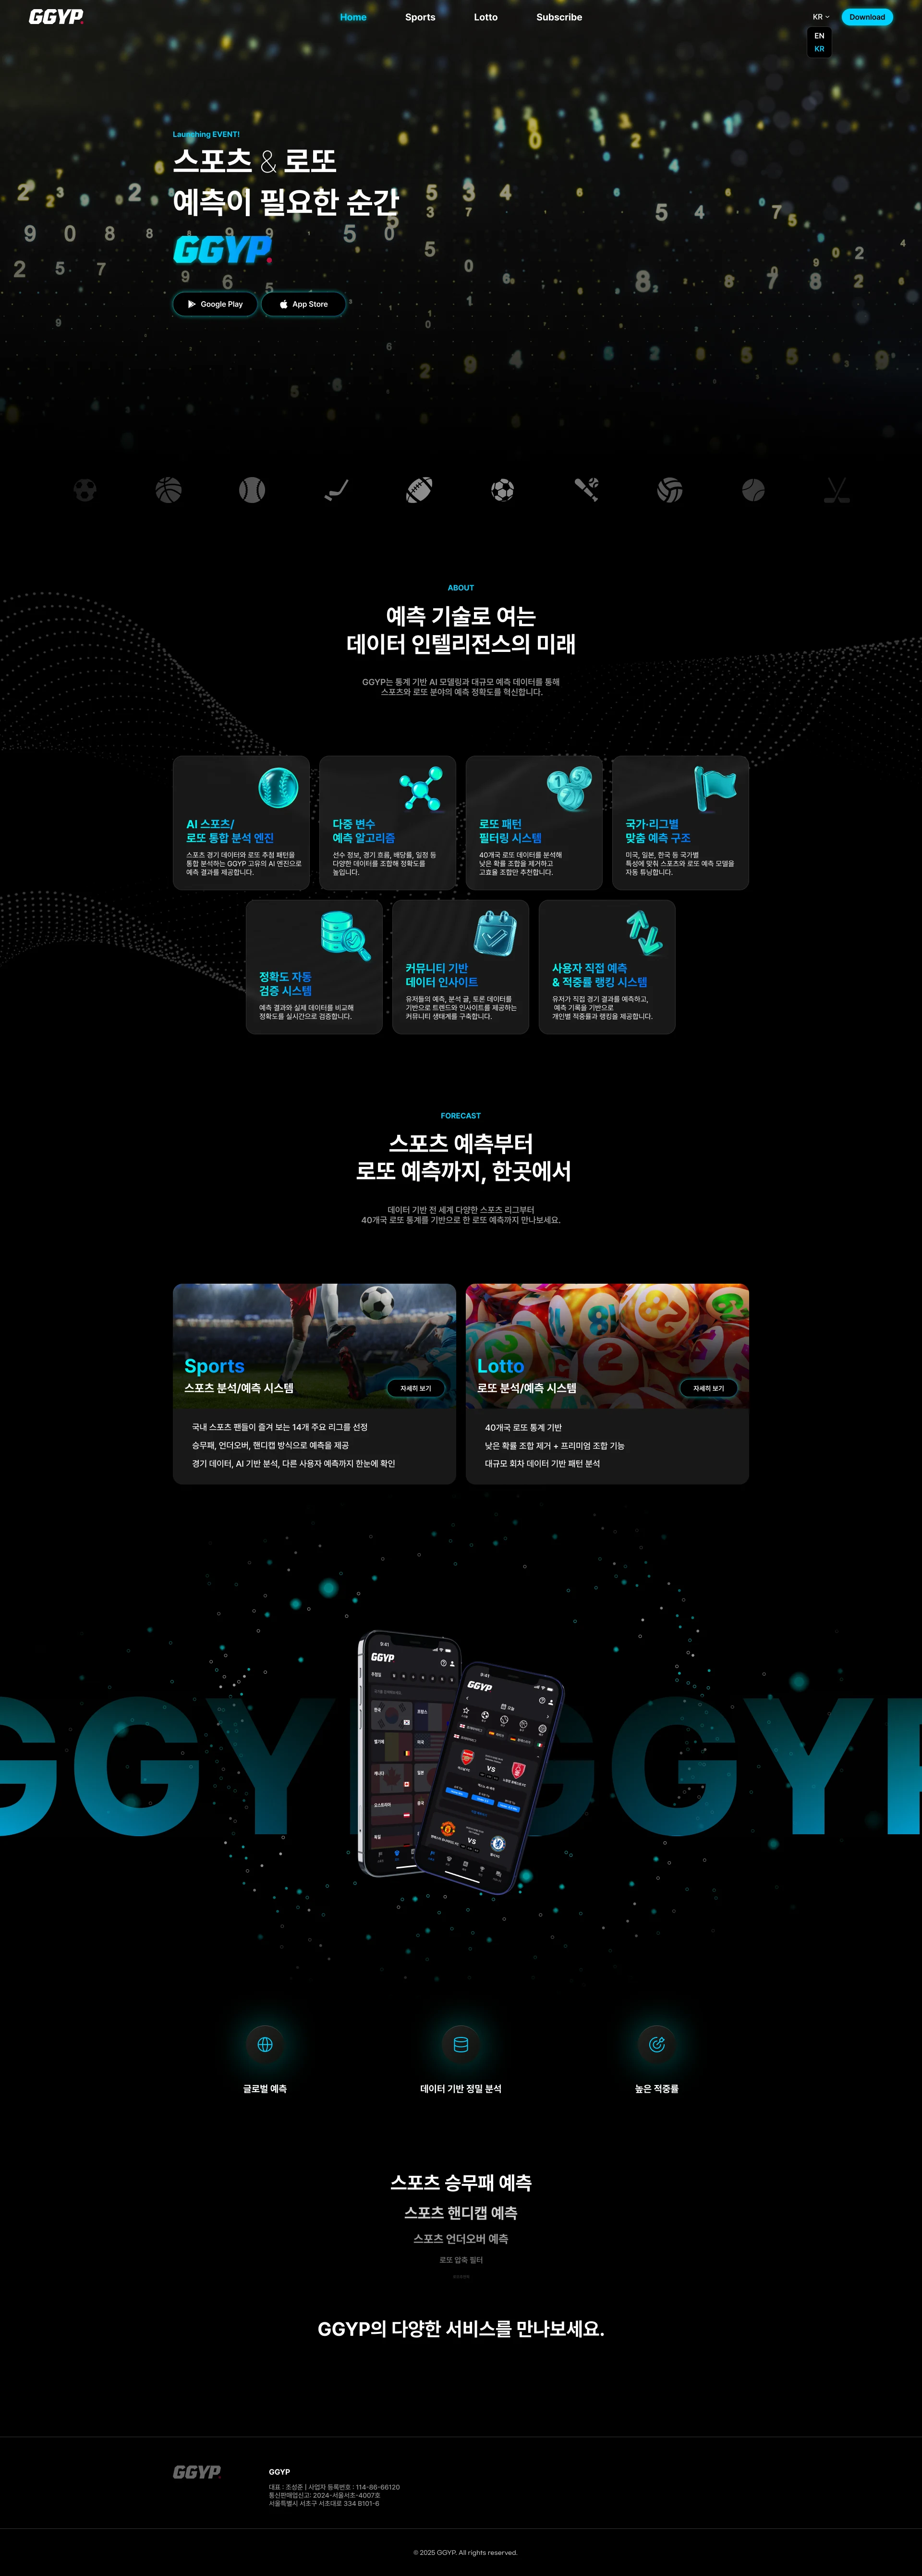 GGYP.
Home
Sports
Lotto
Subscribe
KR
Download
EN
KR
Launching EVENT!
스포츠 & 로또
예측이 필요한 순간
GGYP.
Google Play
App Store
ABOUT
예측 기술로 여는
데이터 인텔리전스의 미래
GGYP는 통계 기반 AI 모델링과 대규모 예측 데이터를 통해
스포츠와 로또 분야의 예측 정확도를 혁신합니다.
AI 스포츠/
로또 통합 분석 엔진
스포츠 경기 데이터와 로또 추첨 패턴을
통합 분석하는 GGYP 고유의 AI 엔진으로
예측 결과를 제공합니다.
다중 변수
예측 알고리즘
선수 정보, 경기 흐름, 배당률, 일정 등
다양한 데이터를 조합해 정확도를
높입니다.
로또 패턴
필터링 시스템
40개국 로또 데이터를 분석해
낮은 확률 조합을 제거하고
고효율 조합만 추천합니다.
국가·리그별
맞춤 예측 구조
미국, 일본, 한국 등 국가별
특성에 맞춰 스포츠와 로또 예측 모델을
자동 튜닝합니다.
정확도 자동
검증 시스템
예측 결과와 실제 데이터를 비교해
정확도를 실시간으로 검증합니다.
커뮤니티 기반
데이터 인사이트
유저들의 예측, 분석 글, 토론 데이터를
기반으로 트렌드와 인사이트를 제공하는
커뮤니티 생태계를 구축합니다.
사용자 직접 예측
& 적중률 랭킹 시스템
유저가 직접 경기 결과를 예측하고,
예측 기록을 기반으로
개인별 적중률과 랭킹을 제공합니다.
FORECAST
스포츠 예측부터
로또 예측까지, 한곳에서
데이터 기반 전 세계 다양한 스포츠 리그부터
40개국 로또 통계를 기반으로 한 로또 예측까지 만나보세요.
Sports
스포츠 분석/예측 시스템
자세히 보기
국내 스포츠 팬들이 즐겨 보는 14개 주요 리그를 선정
승무패, 언더오버, 핸디캡 방식으로 예측을 제공
경기 데이터, AI 기반 분석, 다른 사용자 예측까지 한눈에 확인
Lotto
로또 분석/예측 시스템
자세히 보기
40개국 로또 통계 기반
낮은 확률 조합 제거 + 프리미엄 조합 기능
대규모 회차 데이터 기반 패턴 분석
GGYP GGYP
9:41
GGYP
추첨일
한국
프랑스
벨기에
미국
캐나다
일본
오스트리아
중국
독일
9:41
GGYP
오늘
VS
VS
글로벌 예측
데이터 기반 정밀 분석
높은 적중률
스포츠 승무패 예측
스포츠 핸디캡 예측
스포츠 언더오버 예측
로또 압축 필터
GGYP의 다양한 서비스를 만나보세요.
GGYP.
GGYP
대표 : 조성준 | 사업자 등록번호 : 114-86-66120
통신판매업신고: 2024-서울서초-4007호
서울특별시 서초구 서초대로 334 B101-6
© 2025 GGYP. All rights reserved.